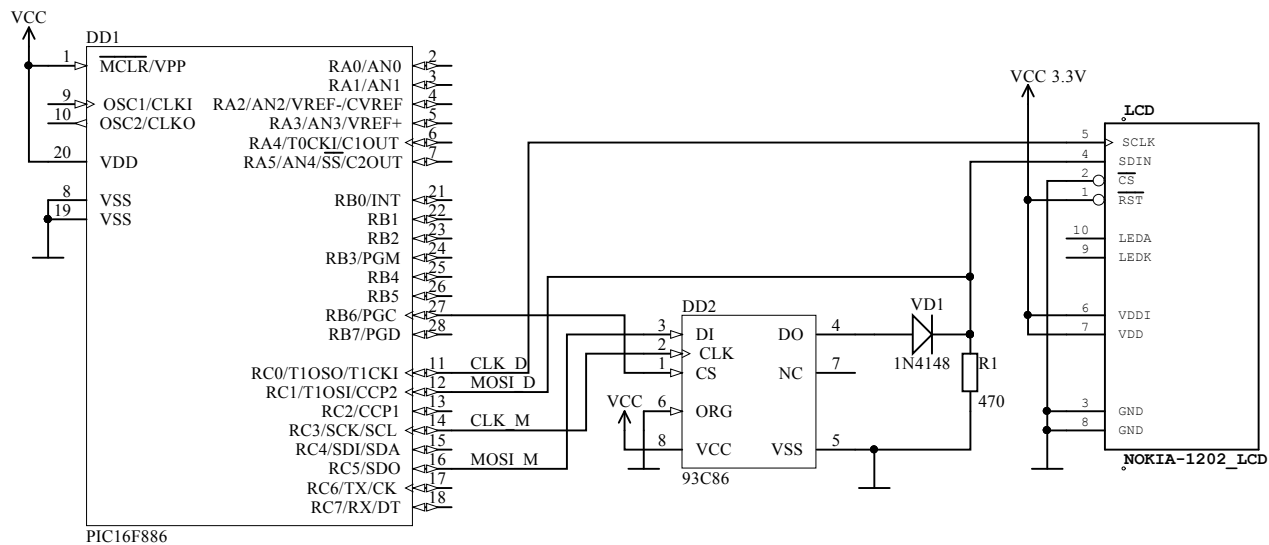 VCC
DD1
1 MCLR/VPP
9 OSC1/CLKI
10 OSC2/CLKO
20 VDD
8 VSS
19 VSS
RA0/AN0 2
RA1/AN1 3
RA2/AN2/VREF-/CVREF 4
RA3/AN3/VREF+ 5
RA4/T0CKI/C1OUT 6
RA5/AN4/SS/C2OUT 7
RB0/INT 21
RB1 22
RB2 23
RB3/PGM 24
RB4 25
RB5 26
RB6/PGC 27
RB7/PGD 28
RC0/T1OSO/T1CKI 11 CLK_D
RC1/T1OSI/CCP2 12 MOSI_D
RC2/CCP1 13
RC3/SCK/SCL 14 CLK_M
RC4/SDI/SDA 15
RC5/SDO 16 MOSI_M
RC6/TX/CK 17
RC7/RX/DT 18
PIC16F886
DD2
3 DI DO 4
2 CLK
1 CS NC 7
6 ORG
VCC
8 VCC VSS 5
93C86
VD1
1N4148
R1
470
VCC 3.3V
LCD
5 SCLK
4 SDIN
2 CS
1 RST
10 LEDA
9 LEDK
6 VDDI
7 VDD
3 GND
8 GND
NOKIA-1202_LCD